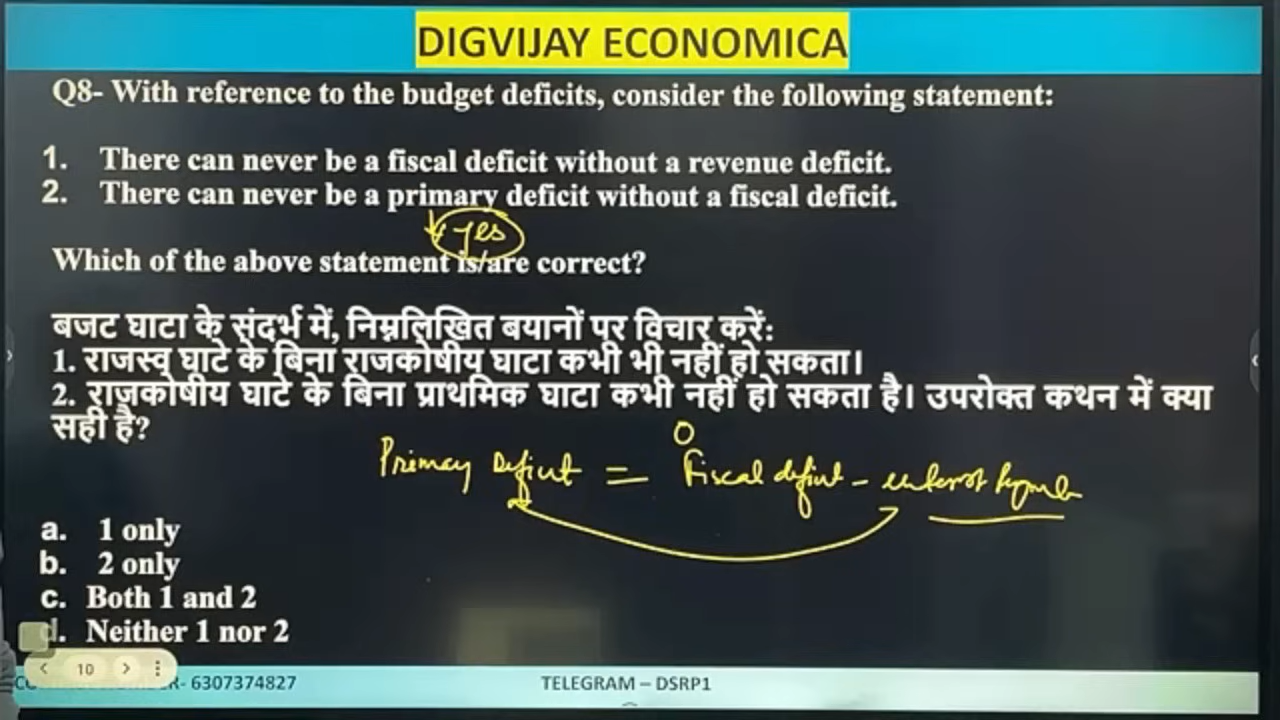 DIGVIJAY ECONOMICA
Q8- With reference to the budget deficits, consider the following statement:
1. There can never be a fiscal deficit without a revenue deficit.
2. There can never be a primary deficit without a fiscal deficit.
yes
Which of the above statement is/are correct?
बजट घाटा के संदर्भ में, निम्नलिखित बयानों पर विचार करें:
1. राजस्व घाटे के बिना राजकोषीय घाटा कभी भी नहीं हो सकता।
2. राजकोषीय घाटे के बिना प्राथमिक घाटा कभी नहीं हो सकता है। उपरोक्त कथन में क्या
सही है?
0
Primary Deficit = Fiscal deficit - interest
a. 1 only
b. 2 only
c. Both 1 and 2
d. Neither 1 nor 2
10
R- 6307374827
TELEGRAM – DSRP1